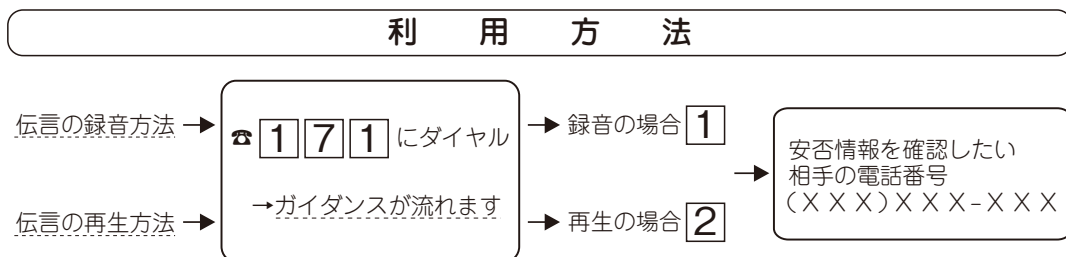 利用方法
伝言の録音方法→
☎171にダイヤル
→ガイダンスが流れます
伝言の再生方法→
→録音の場合1
→再生の場合2
→
安否情報を確認したい
相手の電話番号
(XXX)XXX-XXX